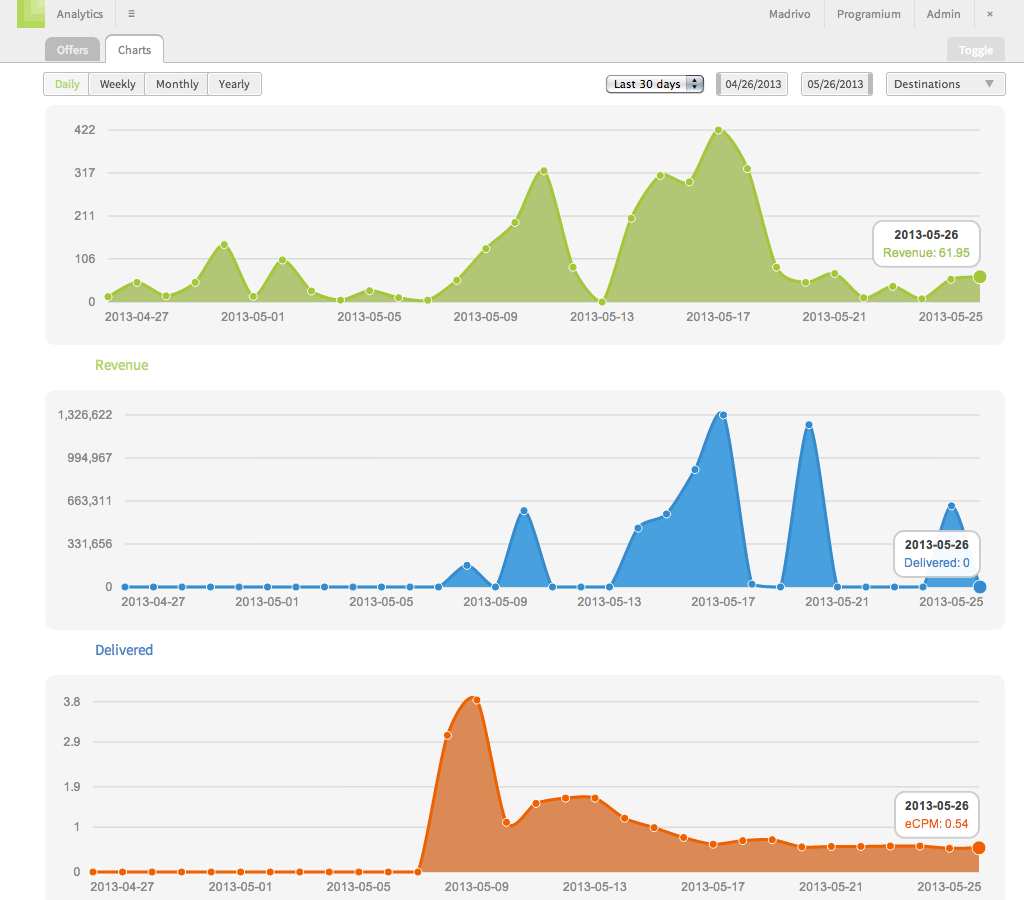 Analytics ≡ Madrivo Programium Admin ×
Offers Charts Toggle
Daily Weekly Monthly Yearly Last 30 days 04/26/2013 05/26/2013 Destinations ▼
422
317
211
106
0
2013-05-26
Revenue: 61.95
2013-04-27 2013-05-01 2013-05-05 2013-05-09 2013-05-13 2013-05-17 2013-05-21 2013-05-25
Revenue
1,326,622
994,967
663,311
331,656
0
2013-05-26
Delivered: 0
2013-04-27 2013-05-01 2013-05-05 2013-05-09 2013-05-13 2013-05-17 2013-05-21 2013-05-25
Delivered
3.8
2.9
1.9
1
0
2013-05-26
eCPM: 0.54
2013-04-27 2013-05-01 2013-05-05 2013-05-09 2013-05-13 2013-05-17 2013-05-21 2013-05-25